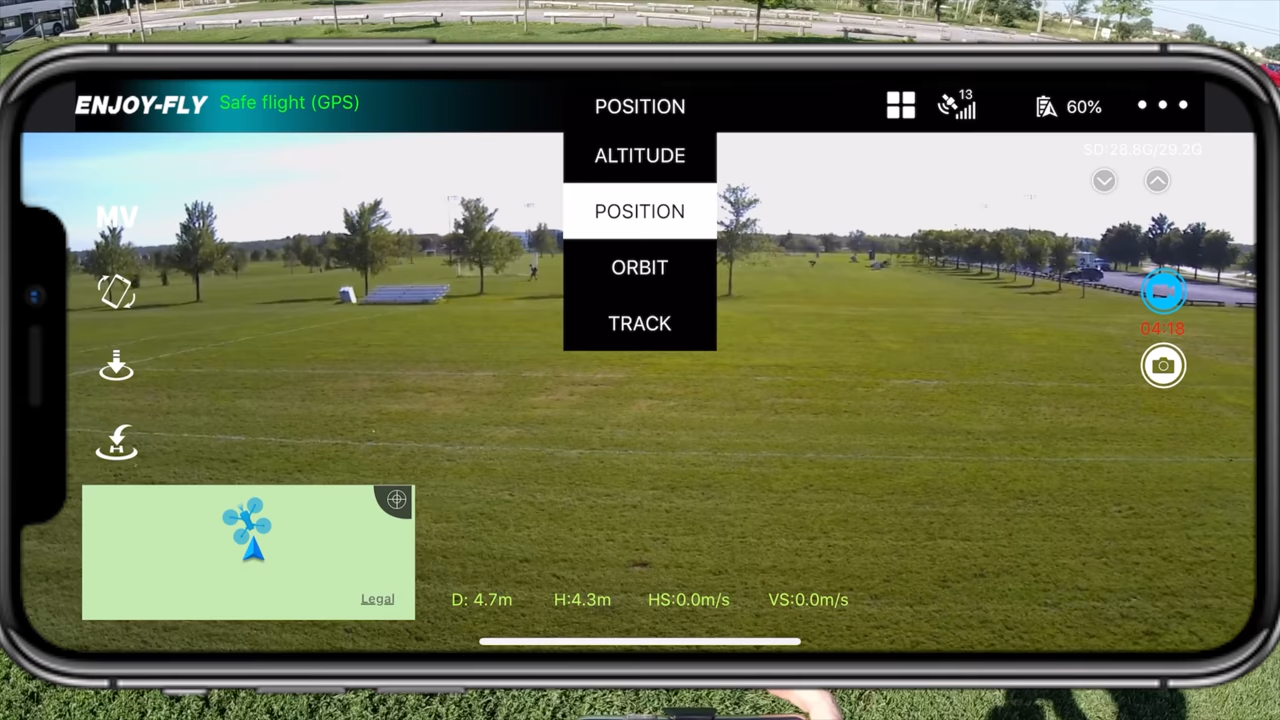 ENJOY-FLY
Safe flight (GPS)
POSITION
13
60%
SD:28.8G/29.2G
ALTITUDE
POSITION
ORBIT
TRACK
MV
04:18
H
Legal
D: 4.7m
H:4.3m
HS:0.0m/s
VS:0.0m/s